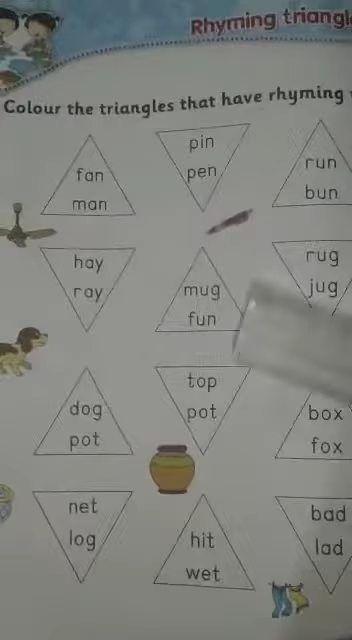 Rhyming triangl
Colour the triangles that have rhyming
fan
man
pin
pen
run
bun
hay
ray
mug
fun
rug
jug
dog
pot
top
pot
box
fox
net
log
hit
wet
bad
lad